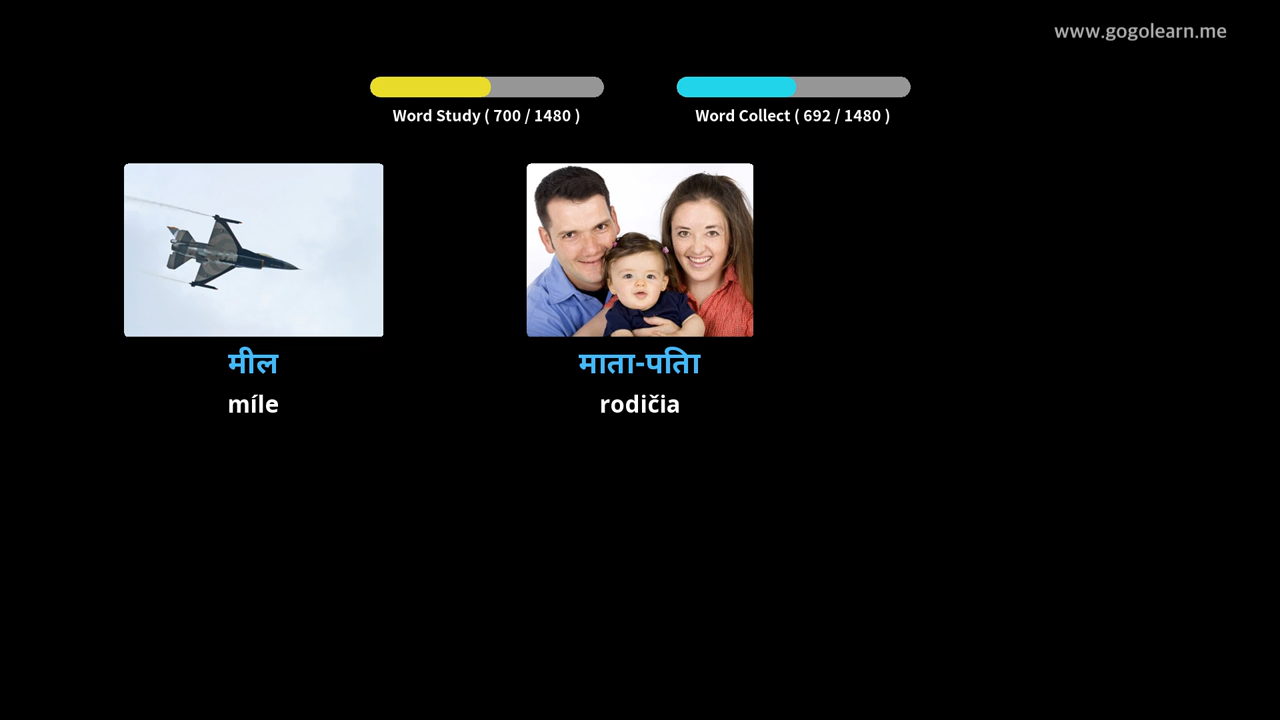 www.gogolearn.me
Word Study ( 700 / 1480 )
Word Collect ( 692 / 1480 )
मील
माता-पिता
míle
rodičia